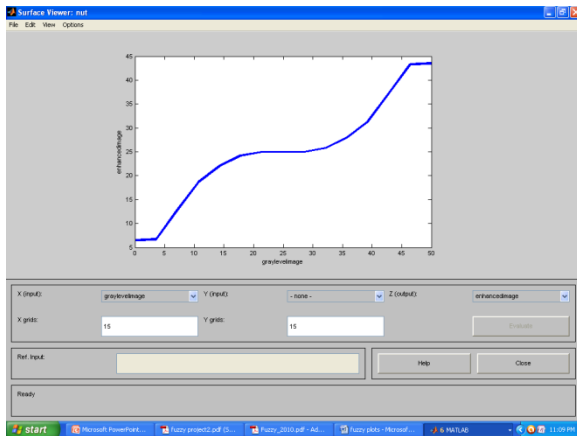 Surface Viewer: nut
File Edit View Options
45
40
35
30
25
20
15
10
5
enhancedimage
0 5 10 15 20 25 30 35 40 45 50
graylevelimage
X (input): graylevelimage Y (input): - none - Z (output): enhancedimage
X grids: 15 Y grids: 15 Evaluate
Ref. Input: Help Close
Ready
start Microsoft PowerPoint... fuzzy project2.pdf (S... Fuzzy_2010.pdf - Ad... fuzzy plots - Microsof... 6 MATLAB 11:09 PM